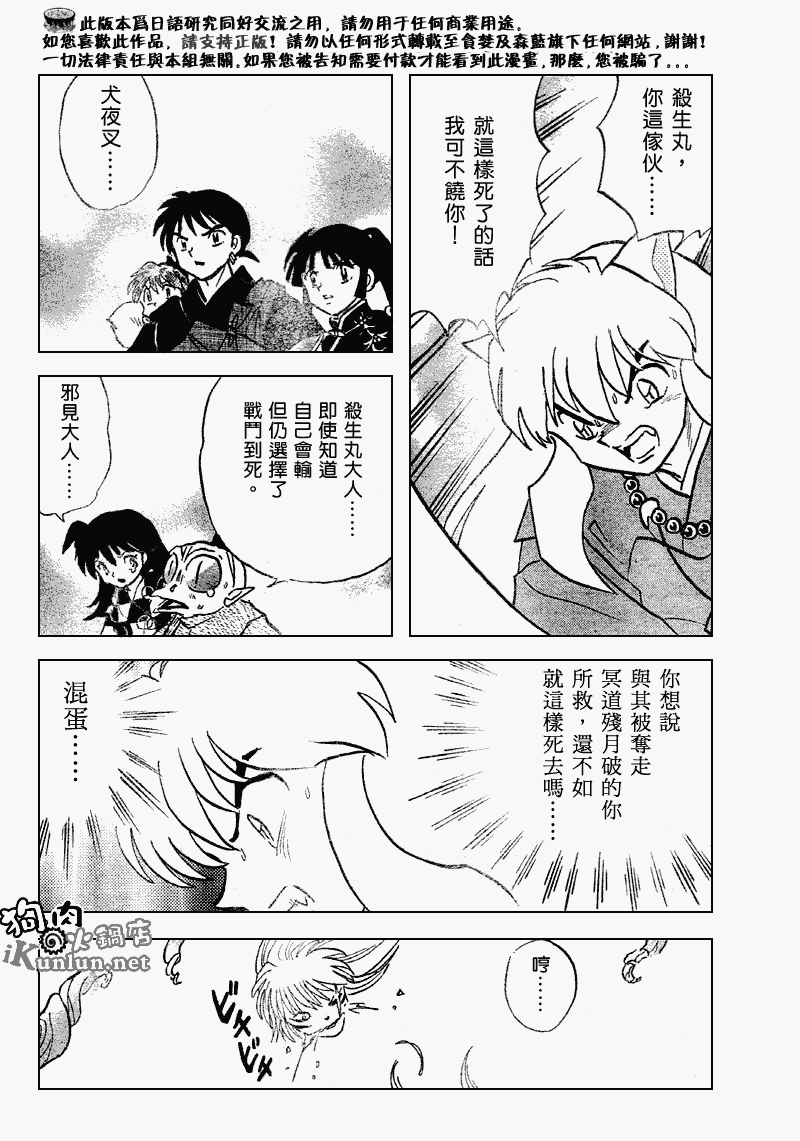 此版本爲日語研究同好交流之用，請勿用于任何商業用途。
如您喜歡此作品，請支持正版！請勿以任何形式轉載至貪婪及森藍旗下任何網站，謝謝！
一切法律責任與本組無關。如果您被告知需要付款才能看到此漫畫，那麼，您被騙了...
殺生丸，
你這傢伙……
就這樣死了的話
我可不饒你！
犬夜叉……
殺生丸大人……
即使知道
自己會輸
但仍選擇了
戰鬥到死。
邪見大人……
你想說
與其被奪走
冥道殘月破的你
所救，還不如
就這樣死去嗎……
混蛋……
哼……
ビキビキ
狗肉
火鍋店
iKunlun.net